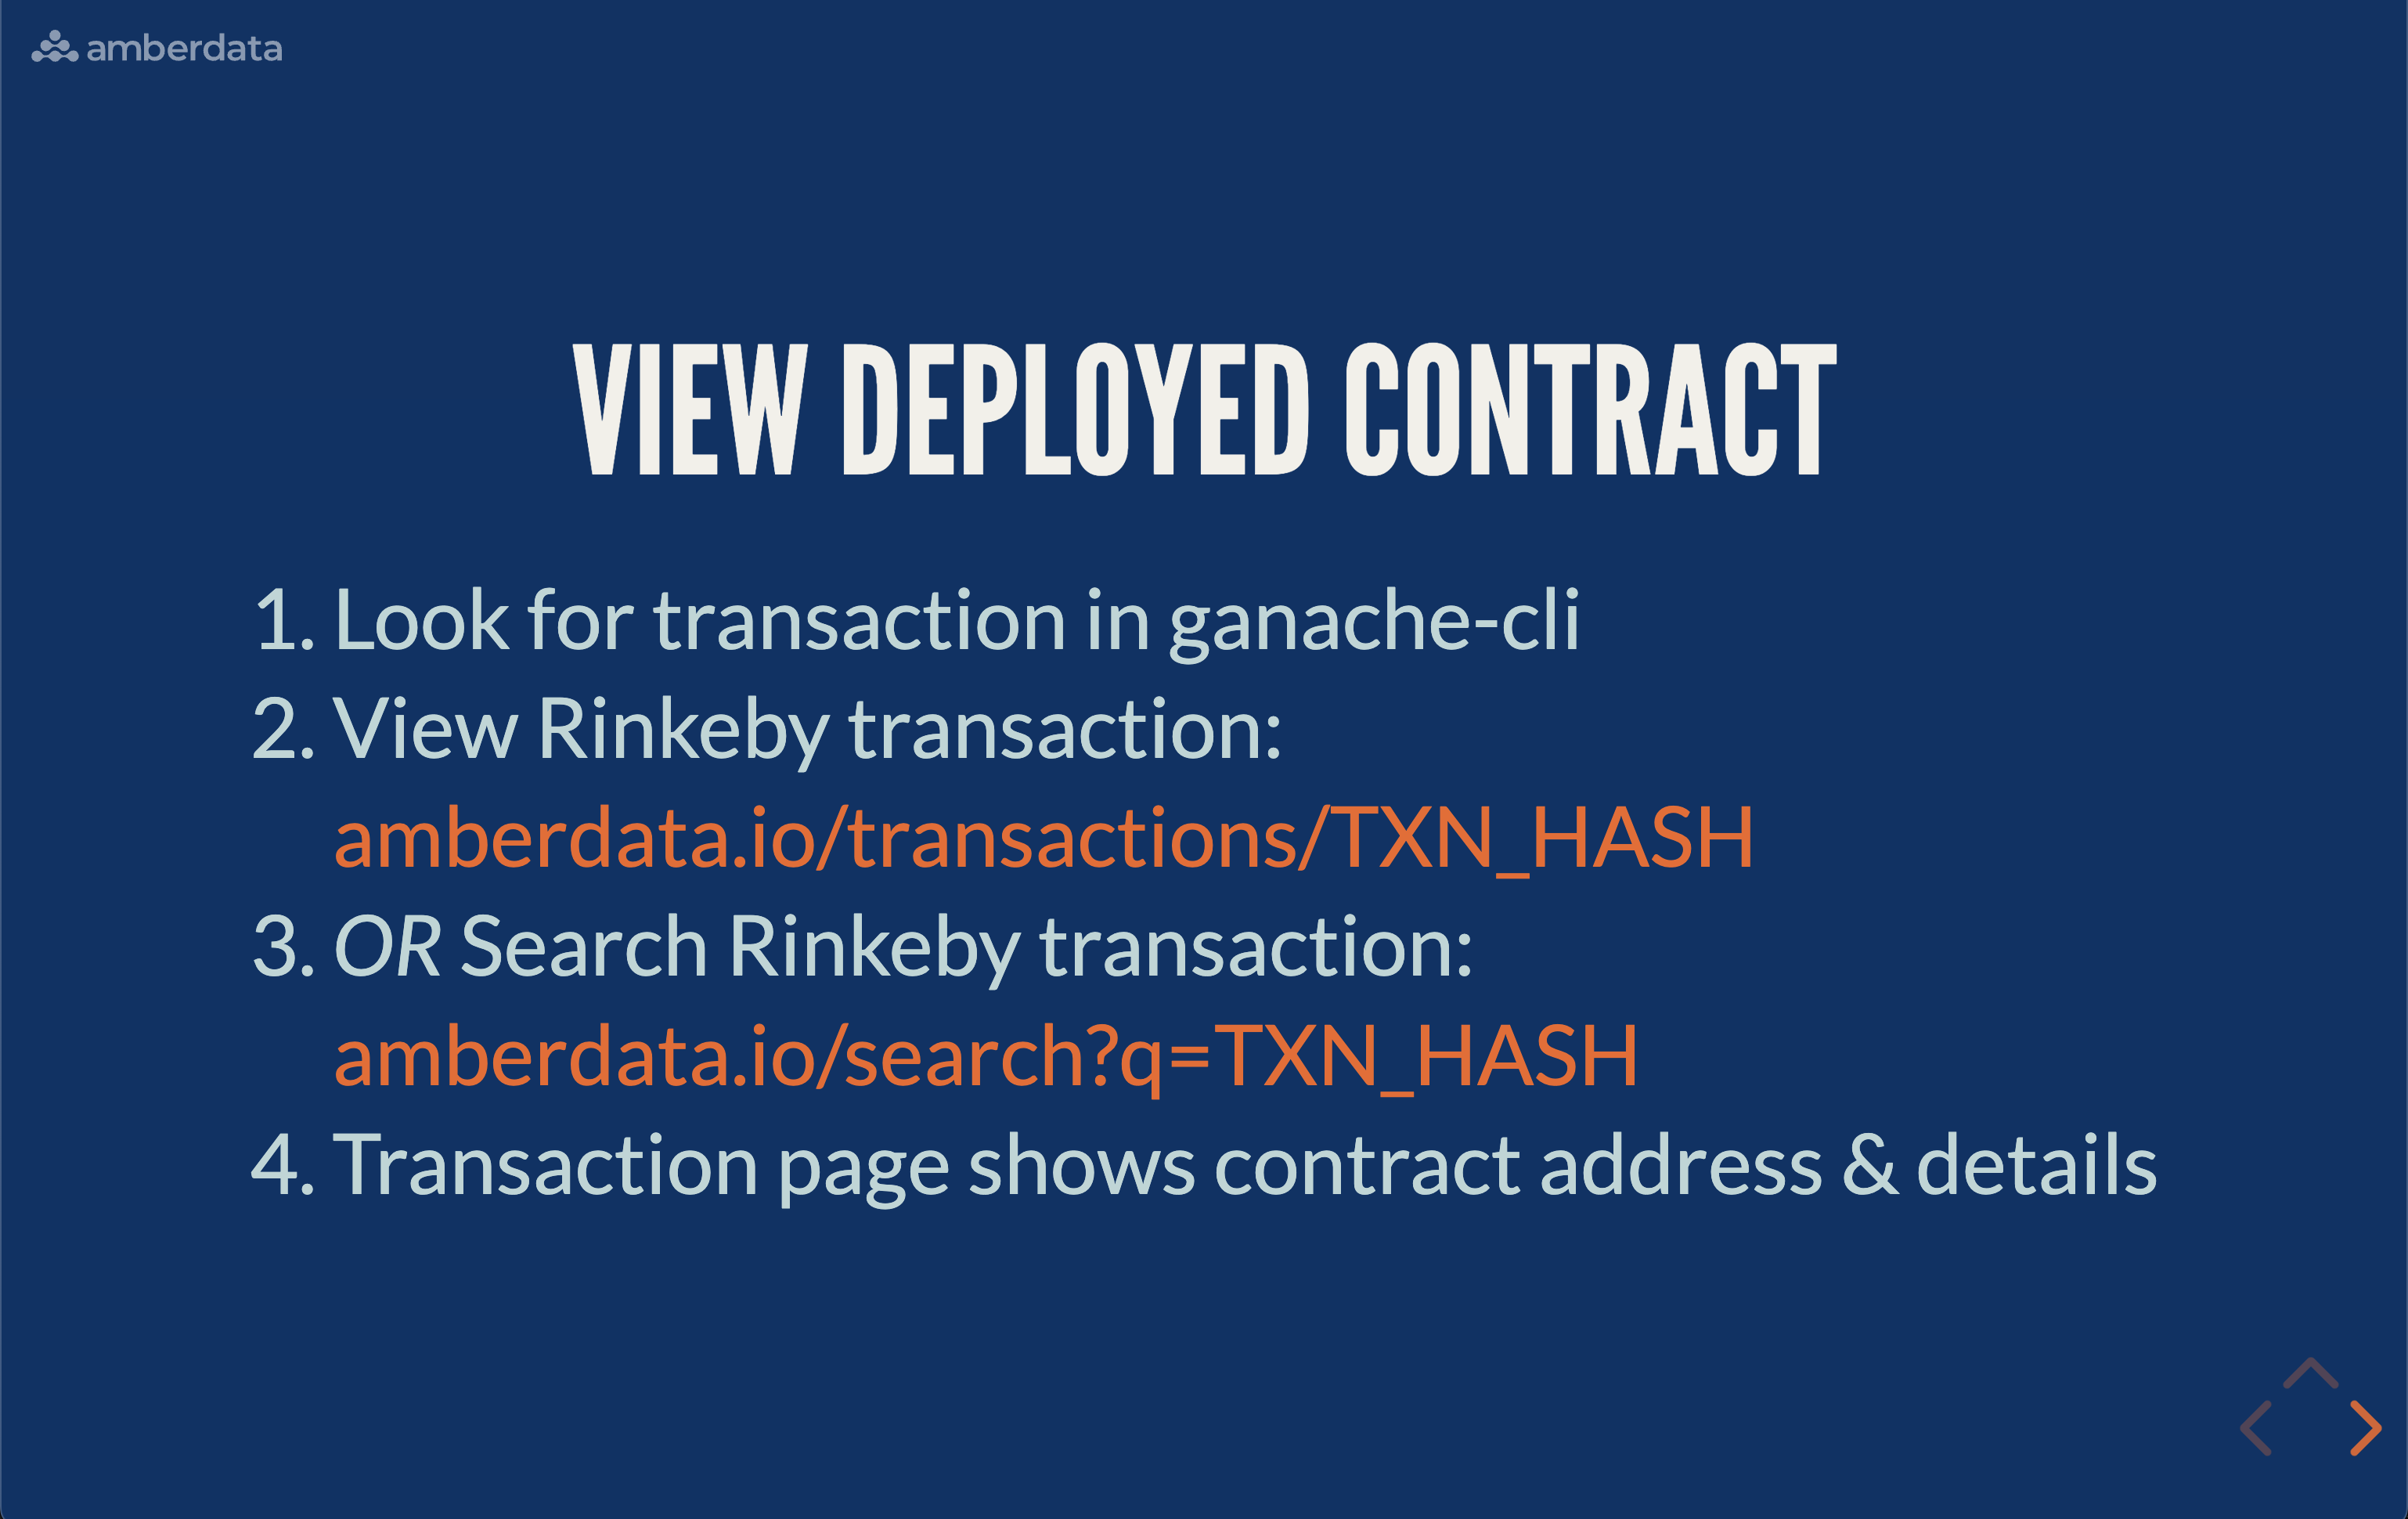 amberdata
VIEW DEPLOYED CONTRACT
1. Look for transaction in ganache-cli
2. View Rinkeby transaction:
amberdata.io/transactions/TXN_HASH
3. OR Search Rinkeby transaction:
amberdata.io/search?q=TXN_HASH
4. Transaction page shows contract address & details